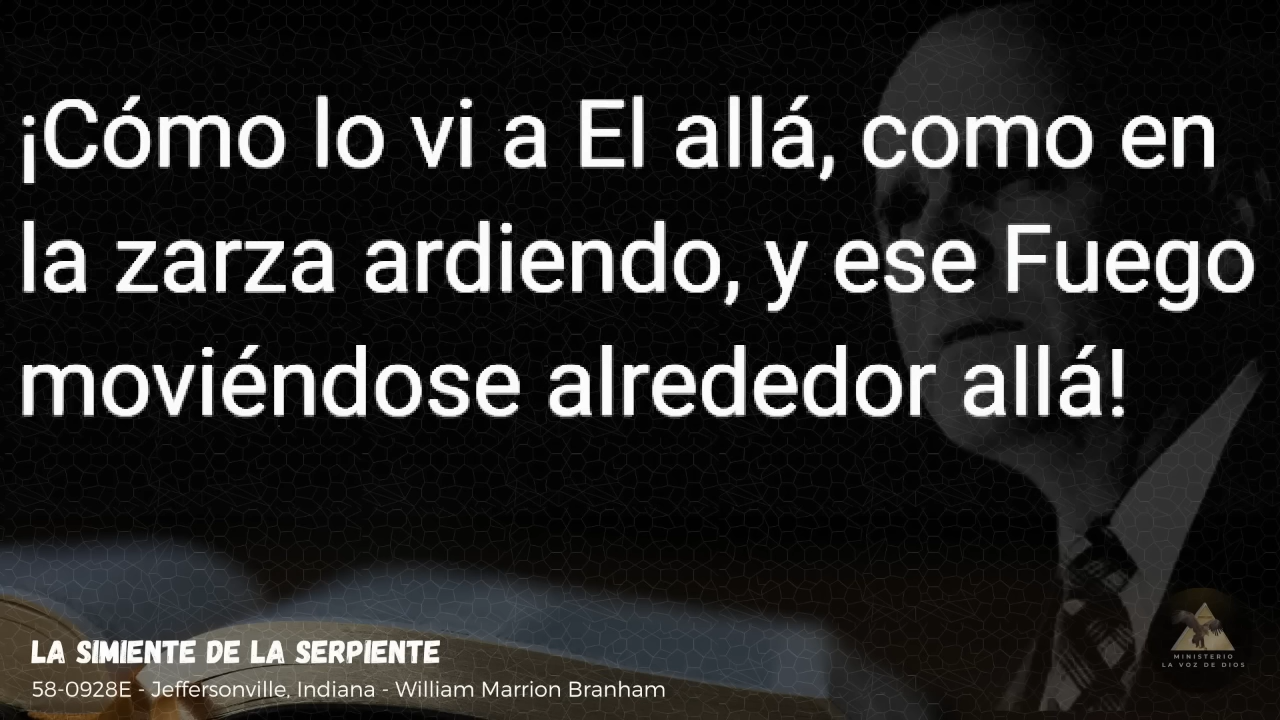 ¡Cómo lo vi a El allá, como en
la zarza ardiendo, y ese Fuego
moviéndose alrededor allá!
LA SIMIENTE DE LA SERPIENTE
58-0928E - Jeffersonville, Indiana - William Marrion Branham
MINISTERIO
LA VOZ DE DIOS